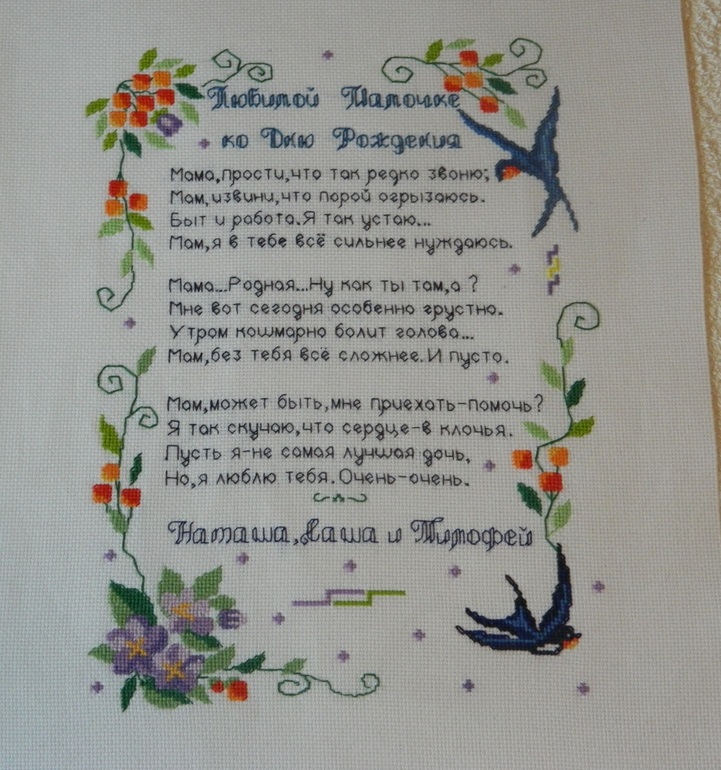 Любимой Мамочке
ко Дню Рождения
Мама,прости,что так редко звоню;
Мам,извини,что порой огрызаюсь.
Быт и работа.Я так устаю...
Мам,я в тебе всё сильнее нуждаюсь.
Мама...Родная...Ну как ты там,а ?
Мне вот сегодня особенно грустно.
Утром кошмарно болит голова...
Мам,без тебя всё сложнее.И пусто.
Мам,может быть,мне приехать-помочь?
Я так скучаю,что сердце-в клочья.
Пусть я-не самая лучшая дочь,
Но,я люблю тебя.Очень-очень.
Наташа,Саша и Тимофей